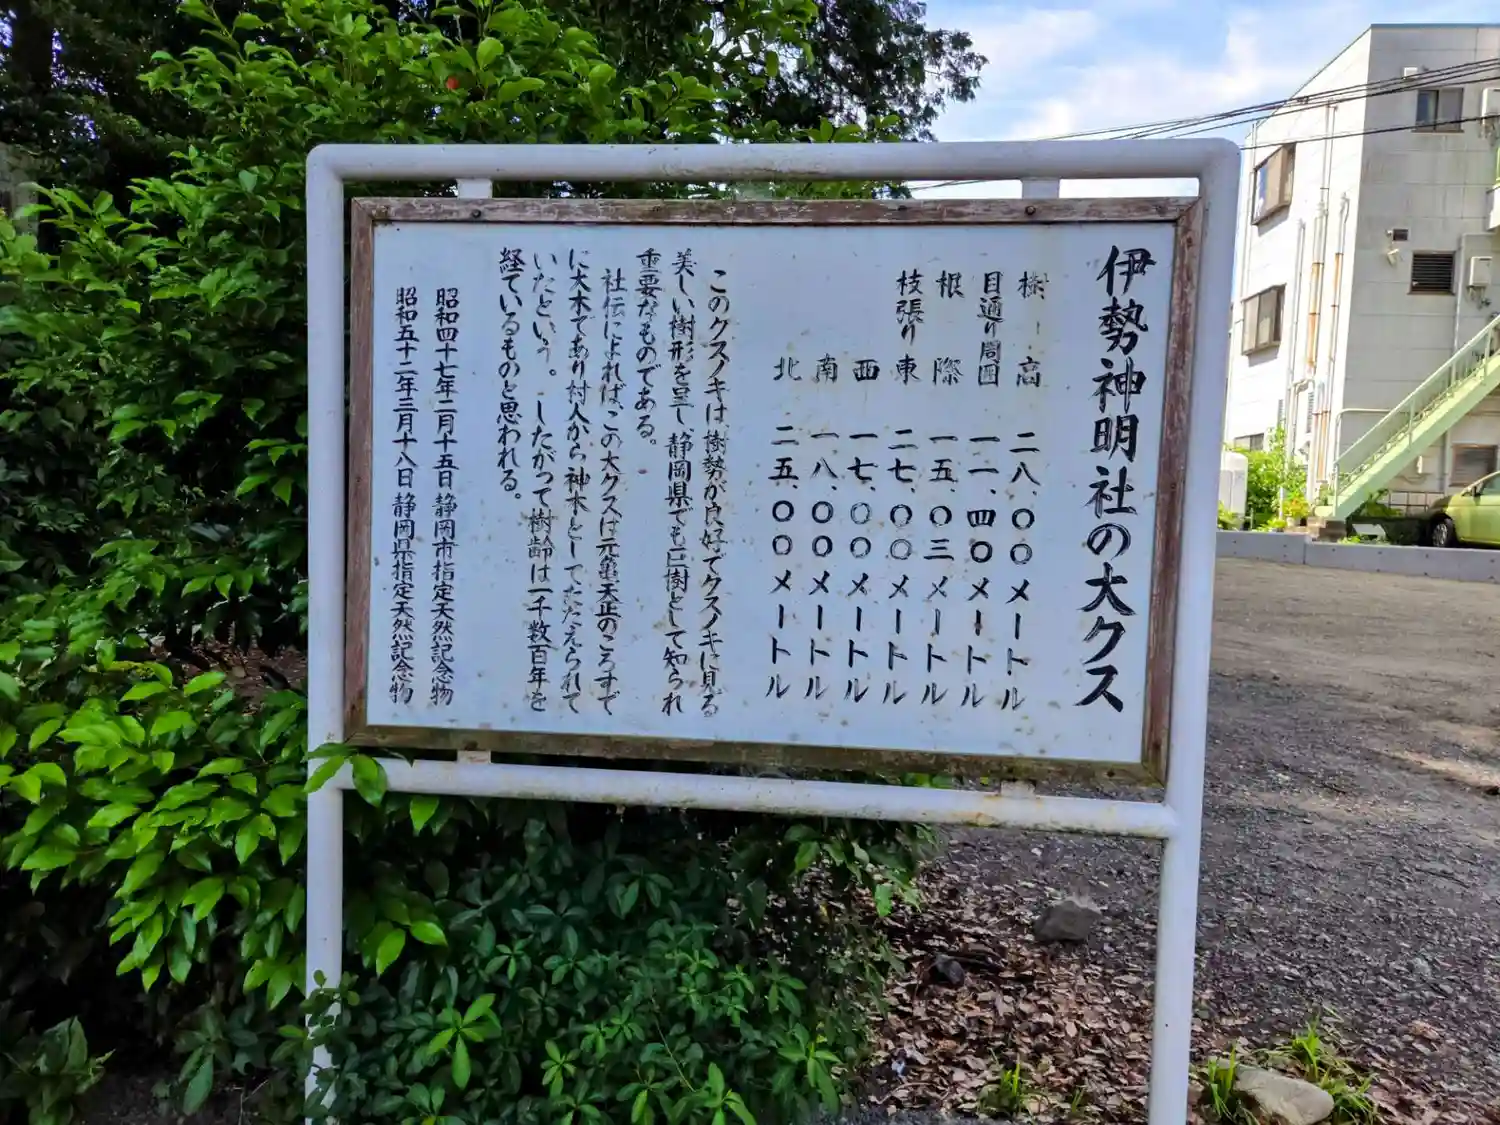 伊勢神明社の大クス
樹高 二八、〇〇メートル
目通り周囲 一一、四〇メートル
根際 一五、〇三メートル
枝張り 東 二七、〇〇メートル
西 一七、〇〇メートル
南 一八、〇〇メートル
北 二五、〇〇メートル
このクスノキは、樹勢が良好でクスノキに見る
美しい樹形を呈し、静岡県でも巨樹として知られ
重要なものである。
社伝によれば、この大クスは元亀天正のころすで
に大木であり村人から神木としてたたえられて
いたという。したがって樹齢は一千数百年を
経ているものと思われる。
昭和四十七年二月十五日 静岡市指定天然記念物
昭和五十二年三月十八日 静岡県指定天然記念物